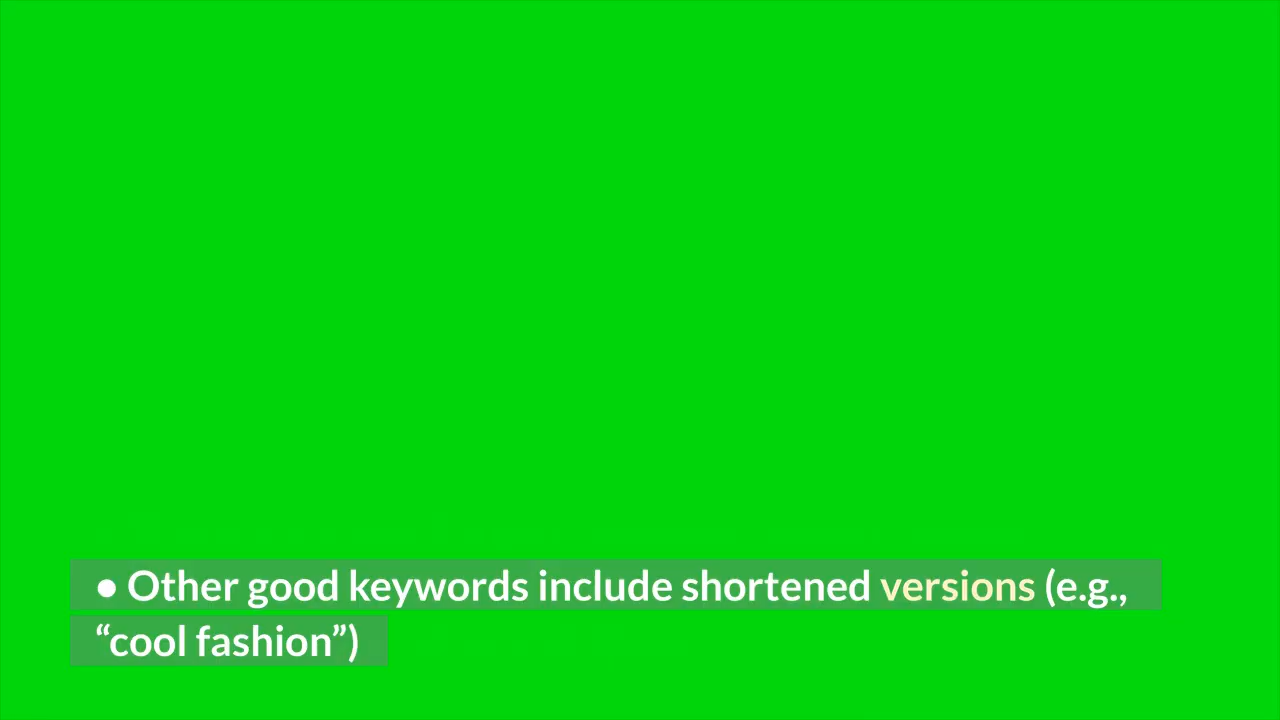 ● Other good keywords include shortened versions (e.g.,
“cool fashion”)